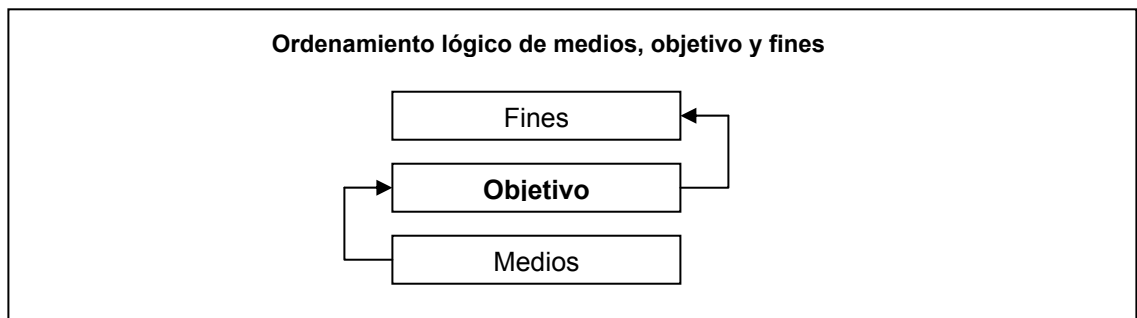 Ordenamiento lógico de medios, objetivo y fines
Fines
Objetivo
Medios